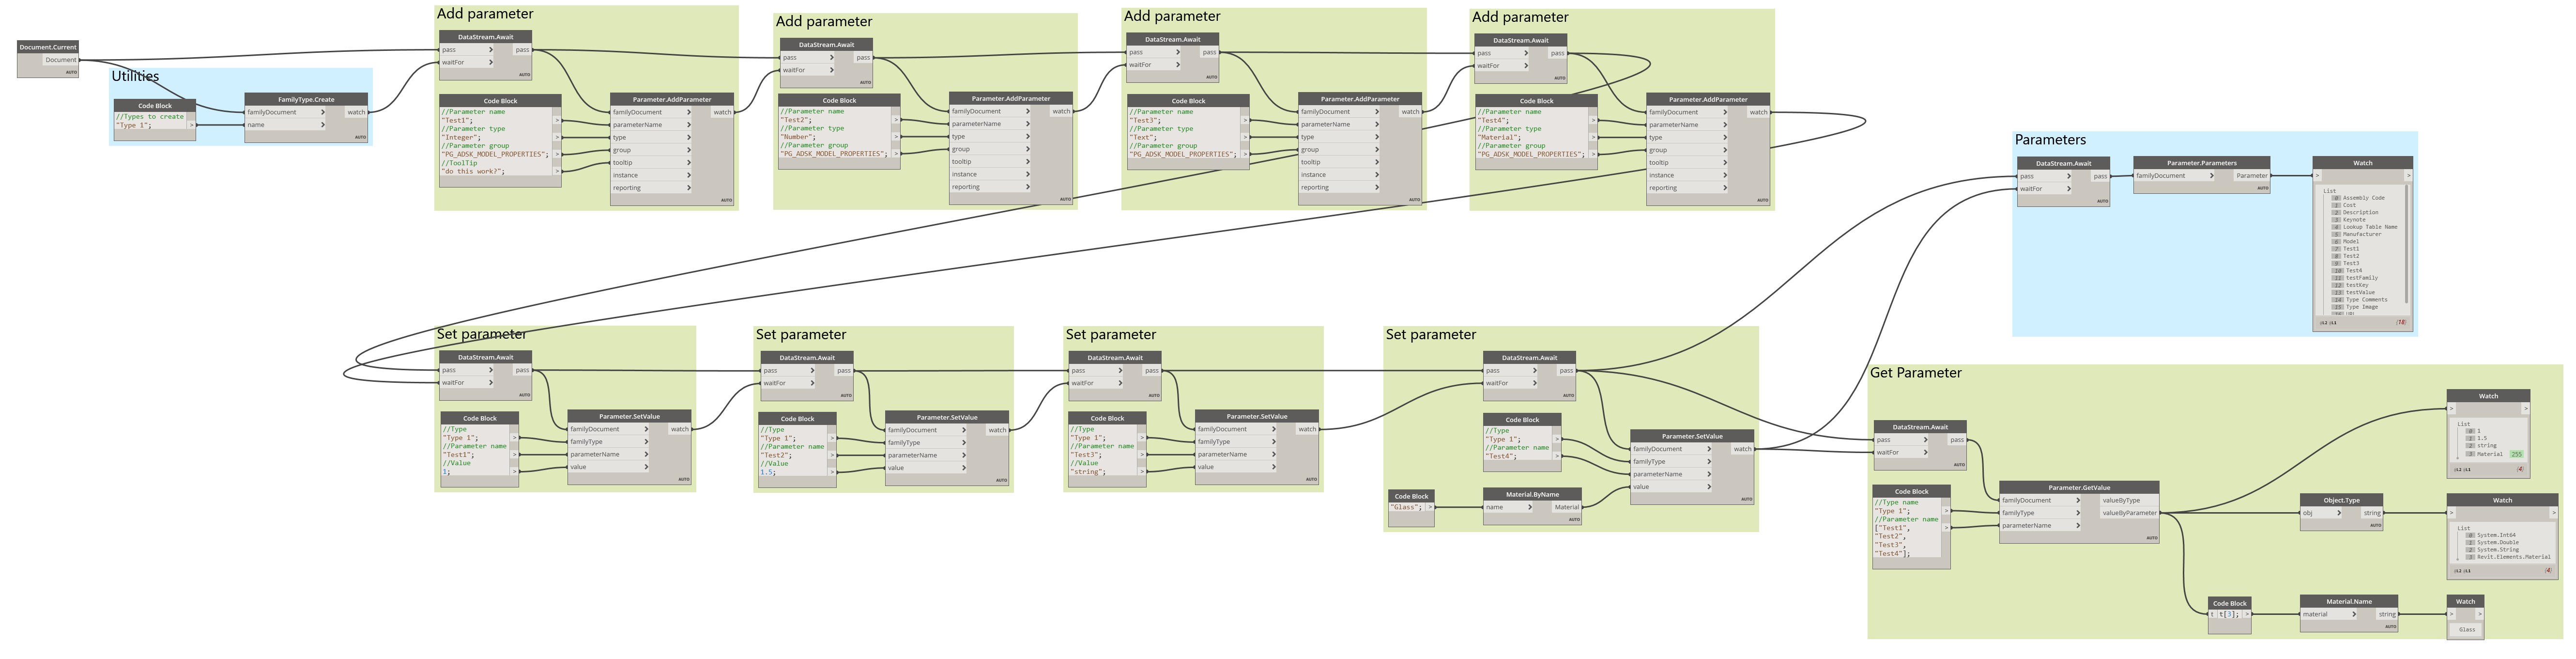 Document.Current
Document
AUTO
Utilities
Code Block
//Types to create
"Type 1";
>
FamilyType.Create
familyDocument
watch
name
AUTO
Add parameter
DataStream.Await
pass
pass
waitFor
AUTO
Code Block
//Parameter name
"Test1";
//Parameter type
"Integer";
//Parameter group
"PG_ADSK_MODEL_PROPERTIES";
//ToolTip
"do this work?";
Parameter.AddParameter
familyDocument
watch
parameterName
type
group
tooltip
instance
reporting
AUTO
Add parameter
DataStream.Await
pass
pass
waitFor
AUTO
Code Block
//Parameter name
"Test2";
//Parameter type
"Number";
//Parameter group
"PG_ADSK_MODEL_PROPERTIES";
Parameter.AddParameter
familyDocument
watch
parameterName
type
group
tooltip
instance
reporting
AUTO
Add parameter
DataStream.Await
pass
pass
waitFor
AUTO
Code Block
//Parameter name
"Test3";
//Parameter type
"Text";
//Parameter group
"PG_ADSK_MODEL_PROPERTIES";
Parameter.AddParameter
familyDocument
watch
parameterName
type
group
tooltip
instance
reporting
AUTO
Add parameter
DataStream.Await
pass
pass
waitFor
AUTO
Code Block
//Parameter name
"Test4";
//Parameter type
"Material";
//Parameter group
"PG_ADSK_MODEL_PROPERTIES";
Parameter.AddParameter
familyDocument
watch
parameterName
type
group
tooltip
instance
reporting
AUTO
Parameters
DataStream.Await
pass
pass
waitFor
AUTO
Parameter.Parameters
familyDocument
Parameter
AUTO
Watch
List
0 Assembly Code
1 Cost
2 Description
3 Keynote
4 Lookup Table Name
5 Manufacturer
6 Model
7 Test1
8 Test2
9 Test3
10 Test4
11 testFamily
12 testKey
13 testValue
14 Type Comments
15 Type Image
@L2 @L1
{18}
Set parameter
DataStream.Await
pass
pass
waitFor
AUTO
Code Block
//Type
"Type 1";
//Parameter name
"Test1";
//Value
1;
Parameter.SetValue
familyDocument
watch
familyType
parameterName
value
AUTO
Set parameter
DataStream.Await
pass
pass
waitFor
AUTO
Code Block
//Type
"Type 1";
//Parameter name
"Test2";
//Value
1.5;
Parameter.SetValue
familyDocument
watch
familyType
parameterName
value
AUTO
Set parameter
DataStream.Await
pass
pass
waitFor
AUTO
Code Block
//Type
"Type 1";
//Parameter name
"Test3";
//Value
"string";
Parameter.SetValue
familyDocument
watch
familyType
parameterName
value
AUTO
Set parameter
DataStream.Await
pass
pass
waitFor
AUTO
Code Block
//Type
"Type 1";
//Parameter name
"Test4";
Code Block
"Glass";
>
Material.ByName
name
Material
AUTO
Parameter.SetValue
familyDocument
watch
familyType
parameterName
value
AUTO
Get Parameter
DataStream.Await
pass
pass
waitFor
AUTO
Code Block
//Type name
"Type 1";
//Parameter name
["Test1",
"Test2",
"Test3",
"Test4"];
Parameter.GetValue
familyDocument
valueByType
familyType
valueByParameter
parameterName
AUTO
Watch
List
0 1
1 1.5
2 string
3 Material 255
@L2 @L1
{4}
Object.Type
obj
string
AUTO
Watch
List
0 System.Int64
1 System.Double
2 System.String
3 Revit.Elements.Material
@L2 @L1
{4}
Code Block
t t[3]; >
Material.Name
material
string
AUTO
Watch
Glass